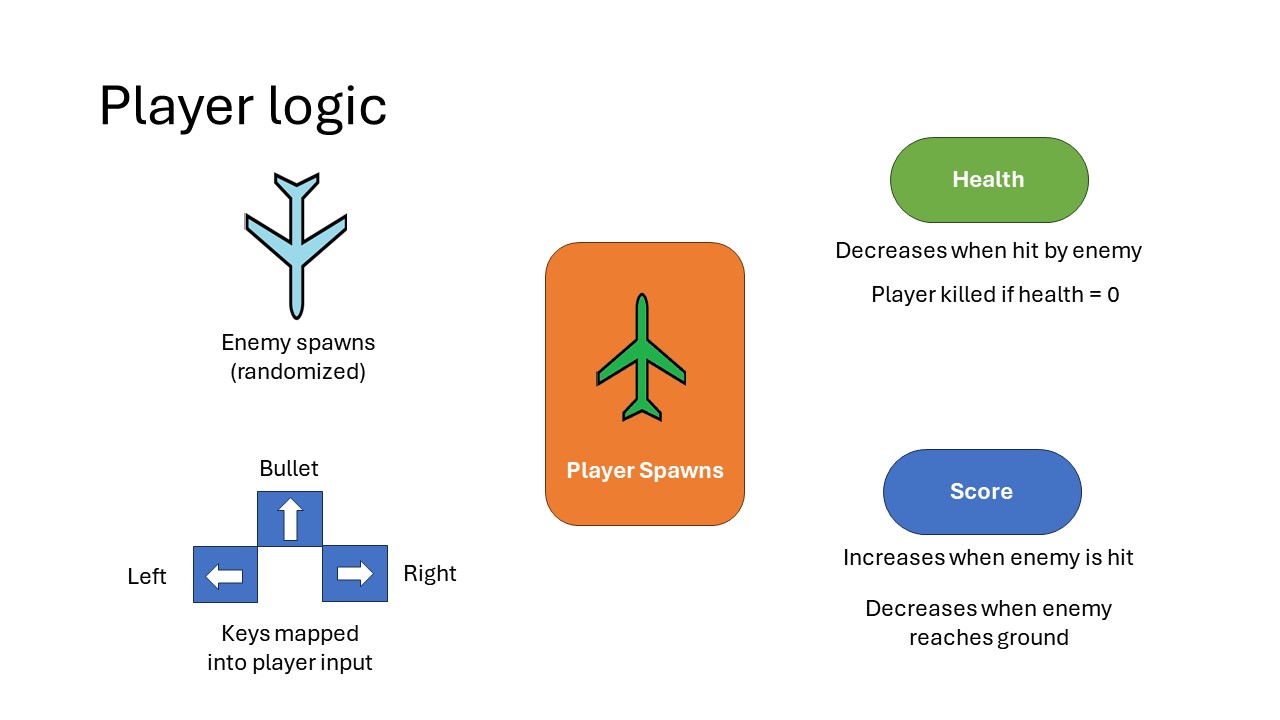 Player logic
Enemy spawns
(randomized)
Bullet
Left
Right
Keys mapped
into player input
Player Spawns
Health
Decreases when hit by enemy
Player killed if health = 0
Score
Increases when enemy is hit
Decreases when enemy
reaches ground